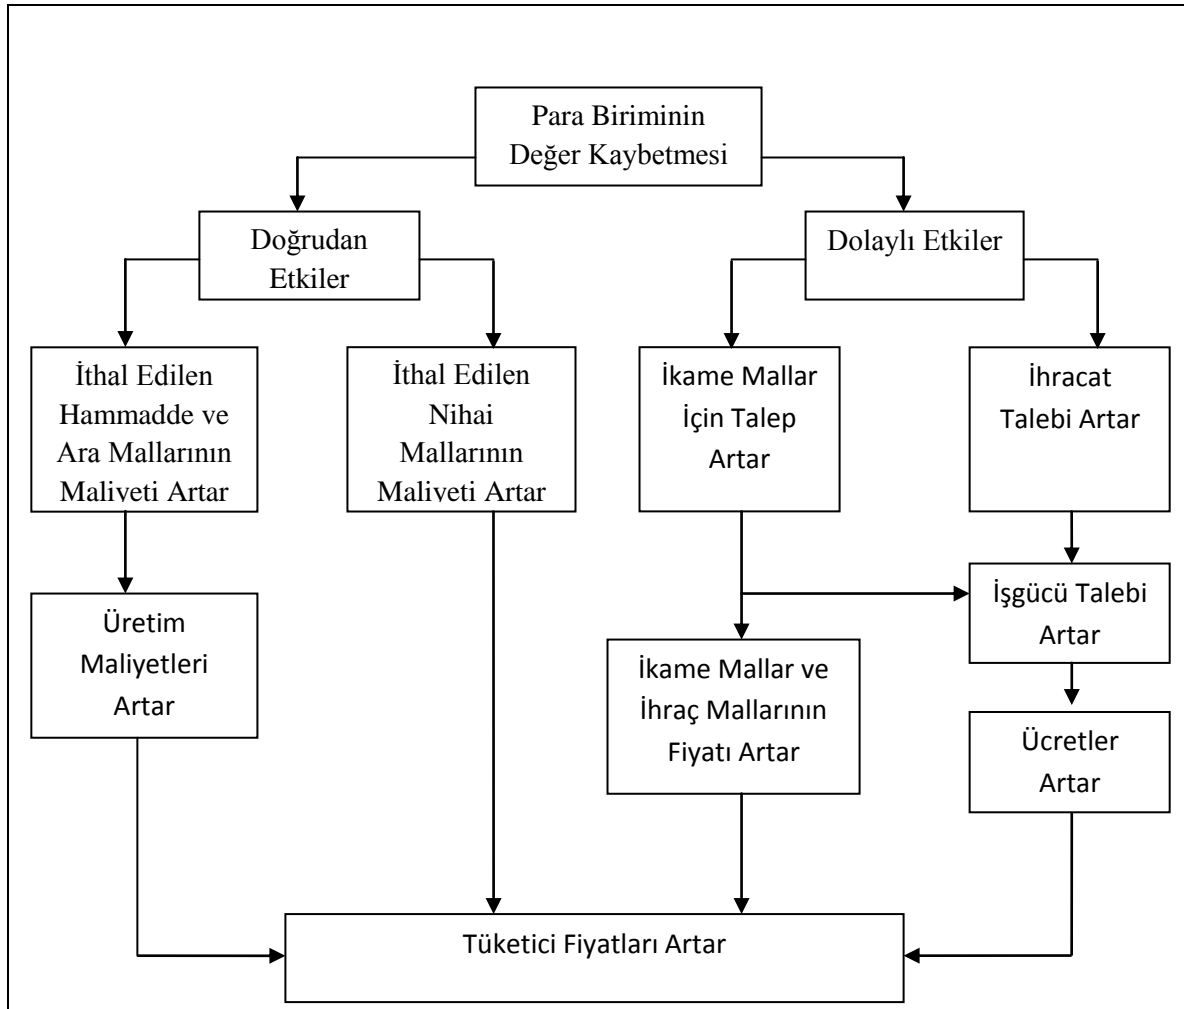 Para Biriminin
Değer Kaybetmesi
Doğrudan
Etkiler
Dolaylı Etkiler
İthal Edilen
Hammadde ve
Ara Mallarının
Maliyeti Artar
İthal Edilen
Nihai
Mallarının
Maliyeti Artar
İkame Mallar
İçin Talep
Artar
İhracat
Talebi Artar
Üretim
Maliyetleri
Artar
İşgücü Talebi
Artar
İkame Mallar ve
İhraç Mallarının
Fiyatı Artar
Ücretler
Artar
Tüketici Fiyatları Artar